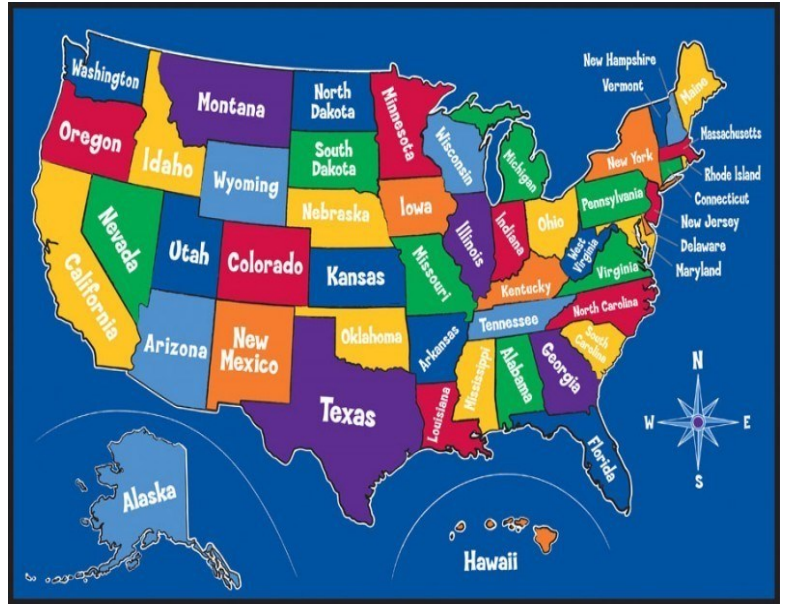 Washington
Oregon
California
Nevada
Idaho
Montana
Wyoming
Utah
Arizona
Colorado
New
Mexico
North
Dakota
South
Dakota
Nebraska
Kansas
Oklahoma
Texas
Minnesota
Iowa
Missouri
Arkansas
Louisiana
Wisconsin
Illinois
Michigan
Indiana
Ohio
Kentucky
Tennessee
Mississippi
Alabama
Georgia
Florida
South
Carolina
North Carolina
Virginia
West
Virginia
Pennsylvania
New York
New Hampshire
Vermont
Maine
Massachusetts
Rhode Island
Connecticut
New Jersey
Delaware
Maryland
N
W
E
S
Alaska
Hawaii